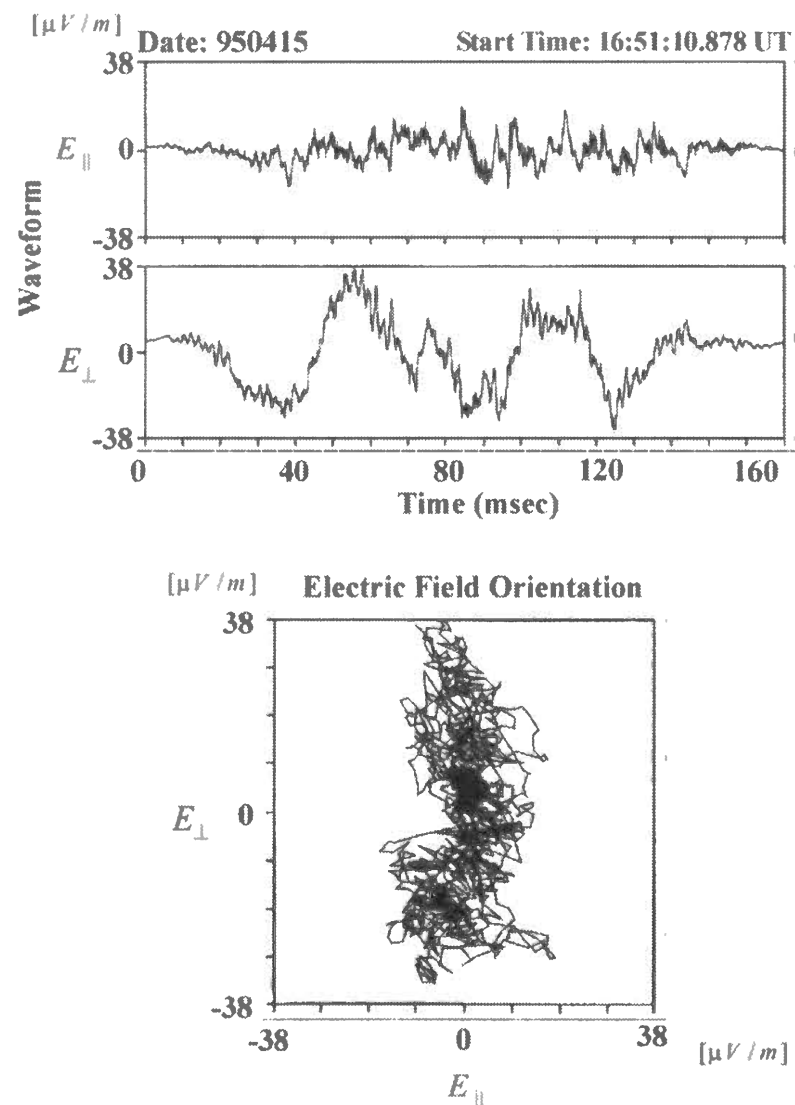 [μV/m]
Date: 950415 Start Time: 16:51:10.878 UT
38
E∥ 0
-38
Waveform
38
E⊥ 0
-38
0 40 80 120 160
Time (msec)
[μV/m] Electric Field Orientation
38
E⊥ 0
-38
-38 0 38
[μV/m]
E∥